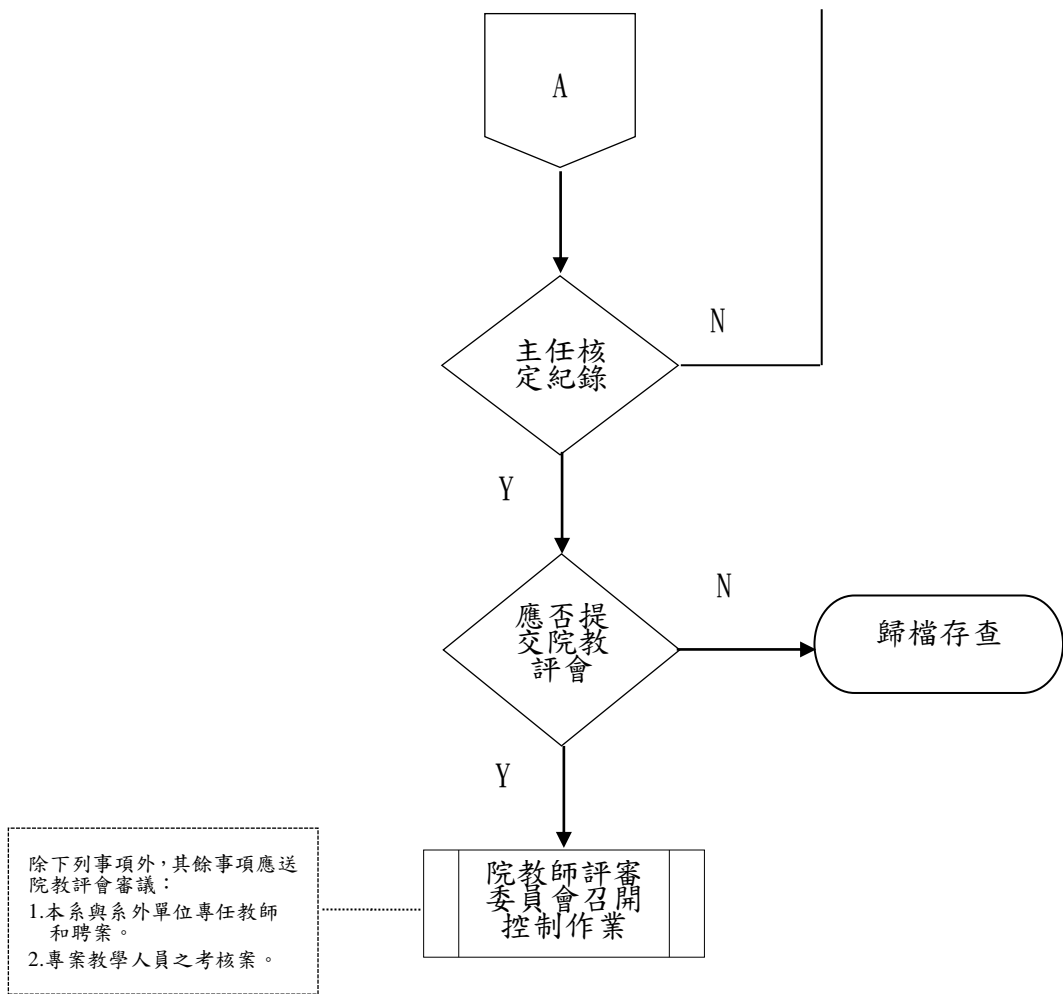 A
主任核
定紀錄
N
Y
應否提
交院教
評會
N
歸檔存查
Y
院教師評審
委員會召開
控制作業
除下列事項外，其餘事項應送
院教評會審議：
1.本系與系外單位專任教師
和聘案。
2.專案教學人員之考核案。